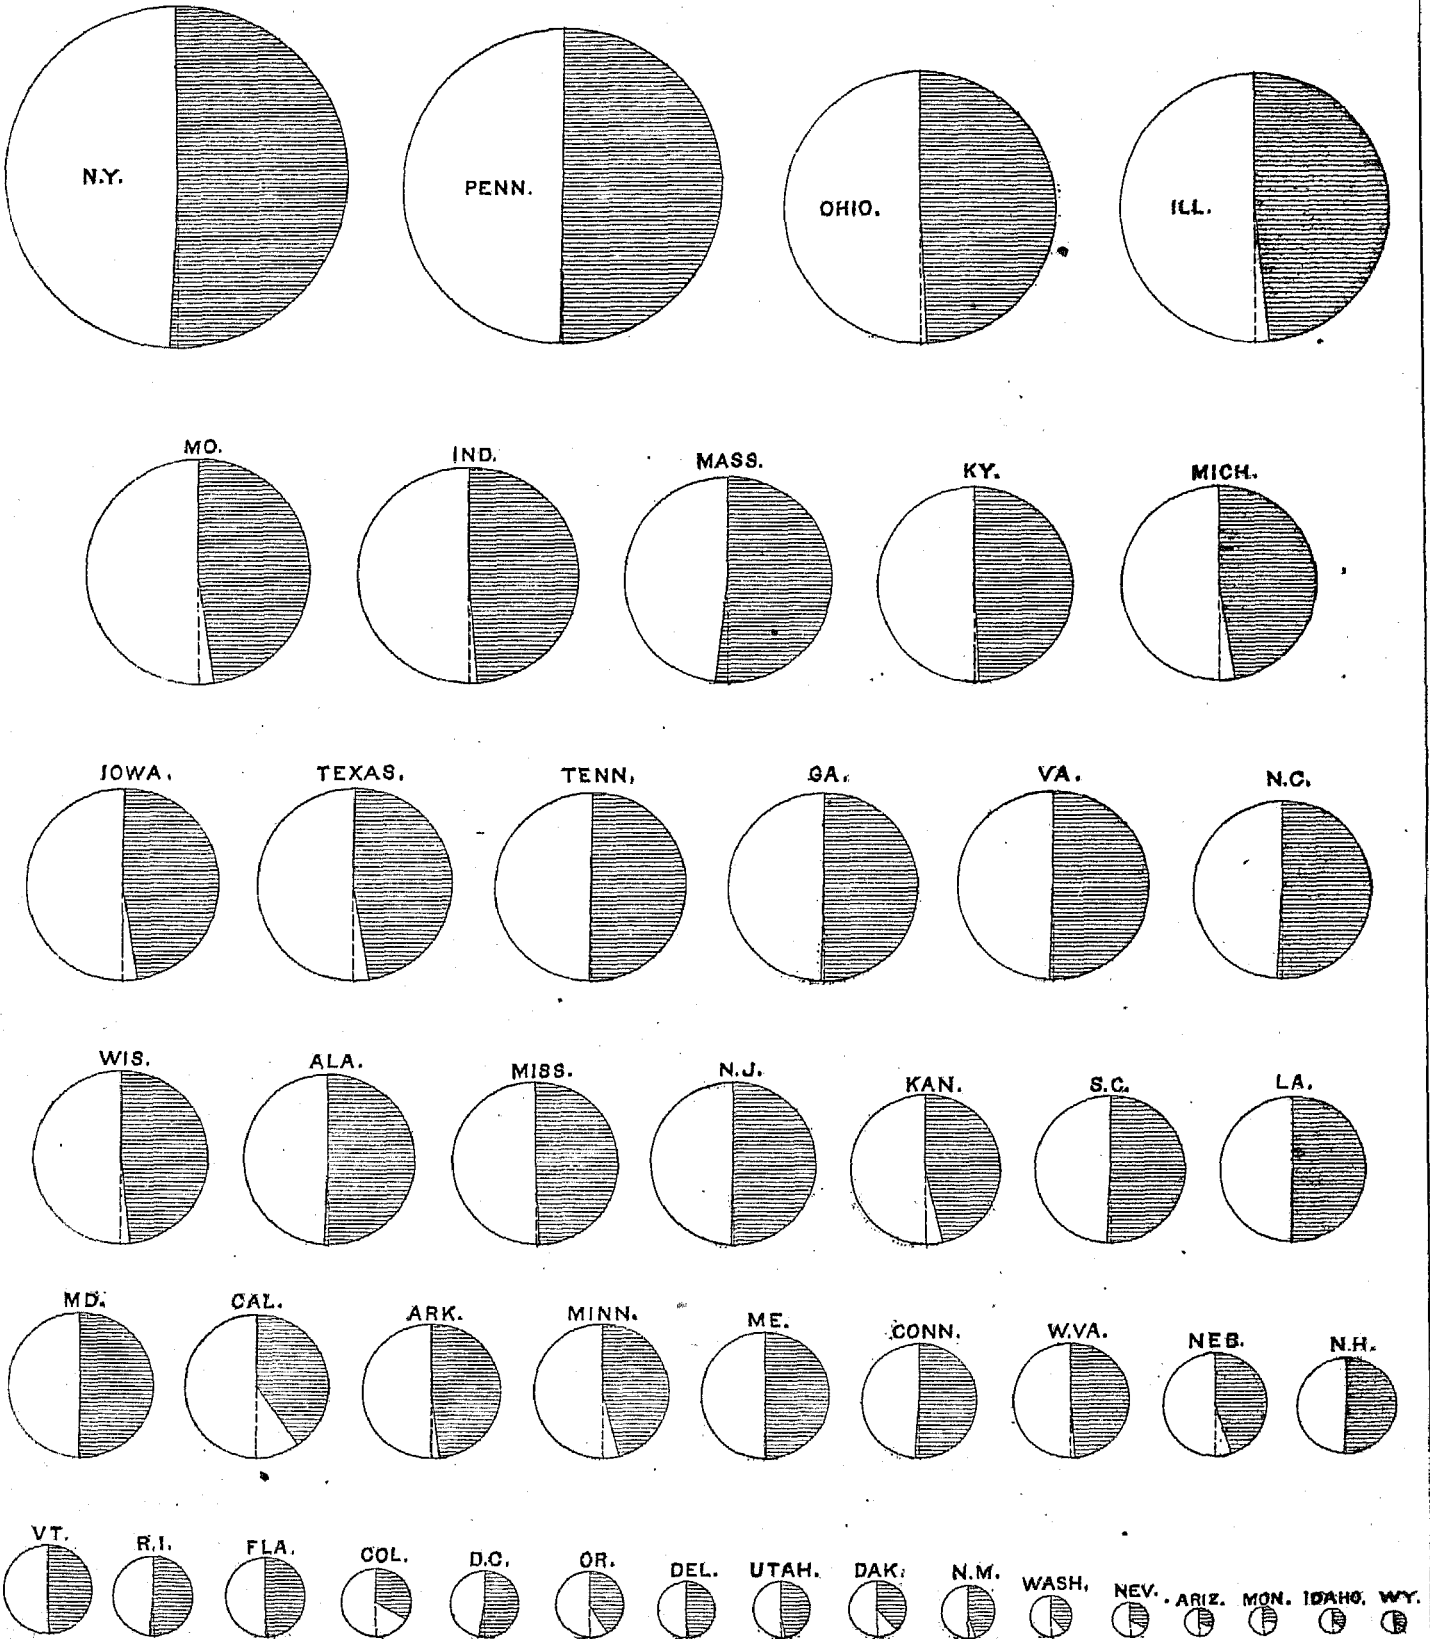 N.Y. PENN. OHIO. ILL.
MO. IND. MASS. KY. MICH.
IOWA. TEXAS. TENN. GA. VA. N.C.
WIS. ALA. MISS. N.J. KAN. S.C. LA.
MD. CAL. ARK. MINN. ME. CONN. W.VA. NEB. N.H.
VT. R.I. FLA. COL. D.C. OR. DEL. UTAH. DAK. N.M. WASH. NEV. ARIZ. MON. IDAHO. WY.